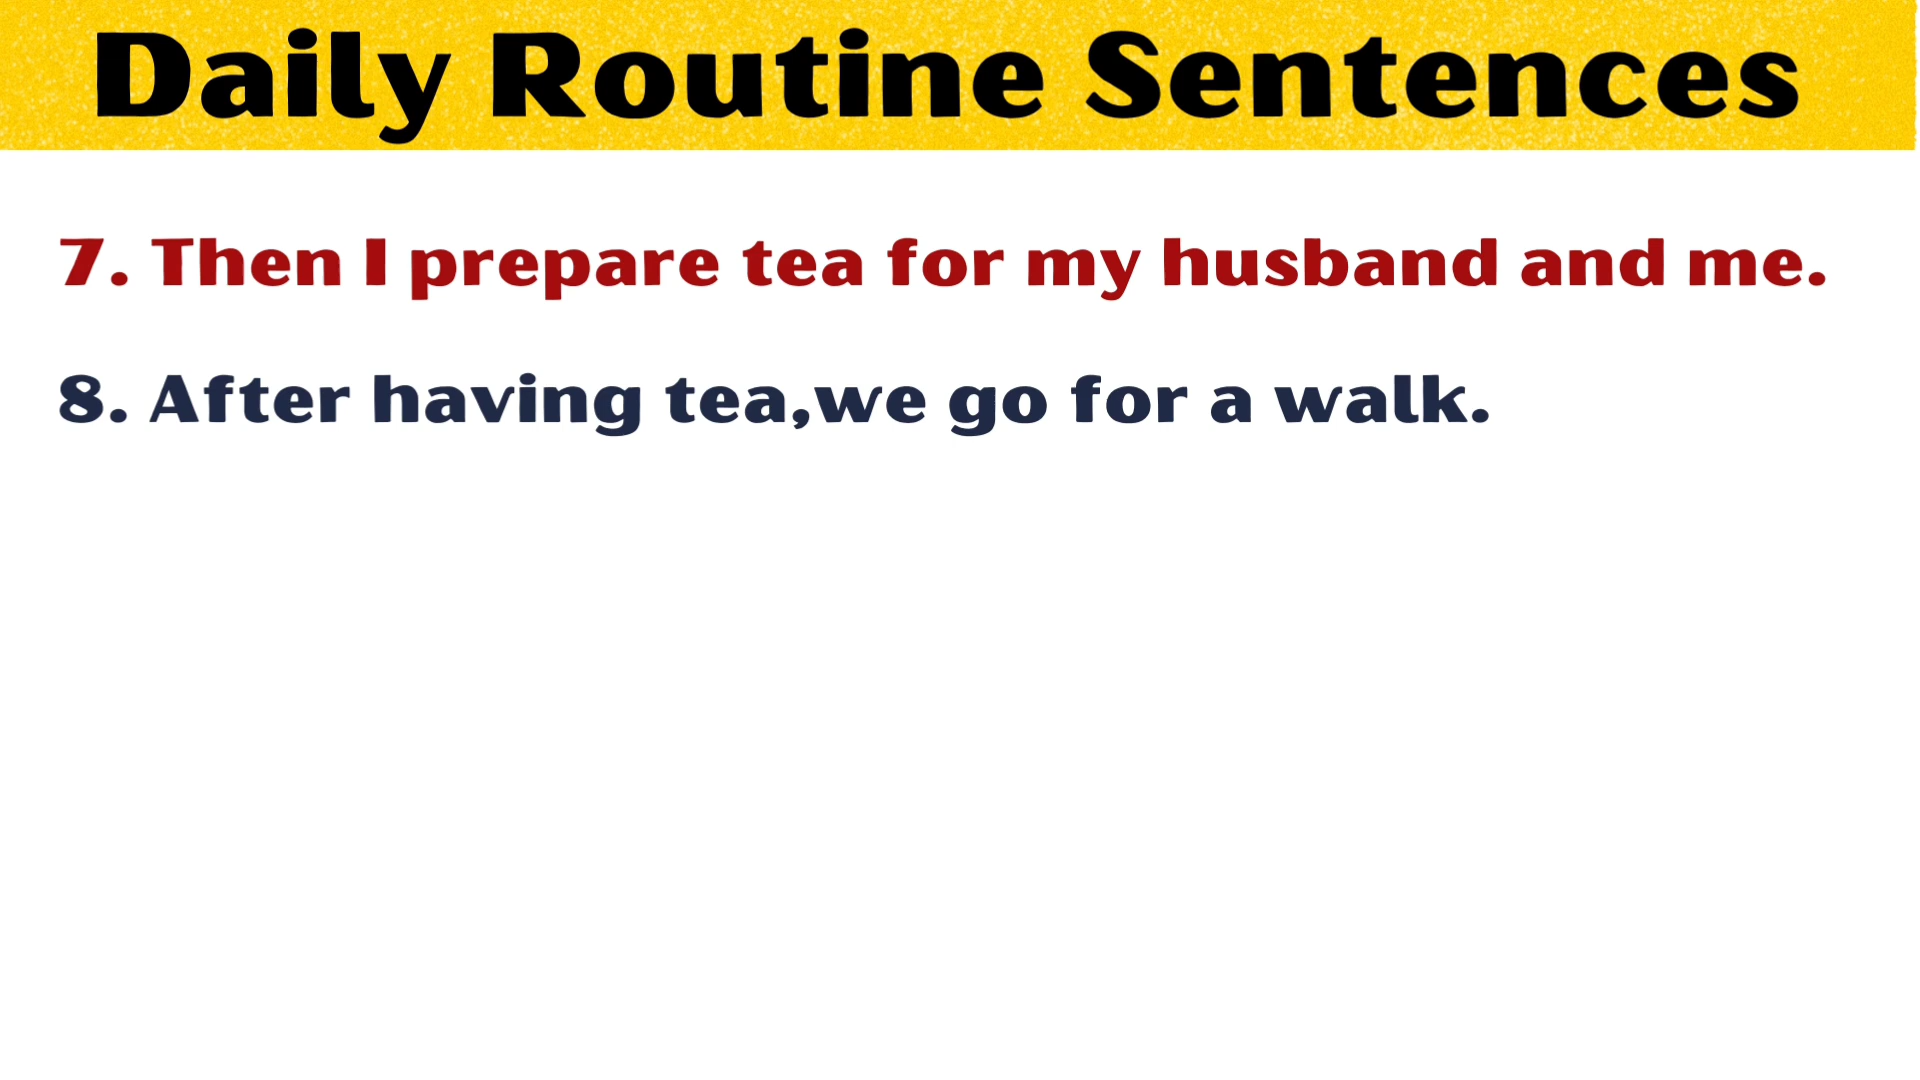 Daily Routine Sentences
7. Then I prepare tea for my husband and me.
8. After having tea,we go for a walk.